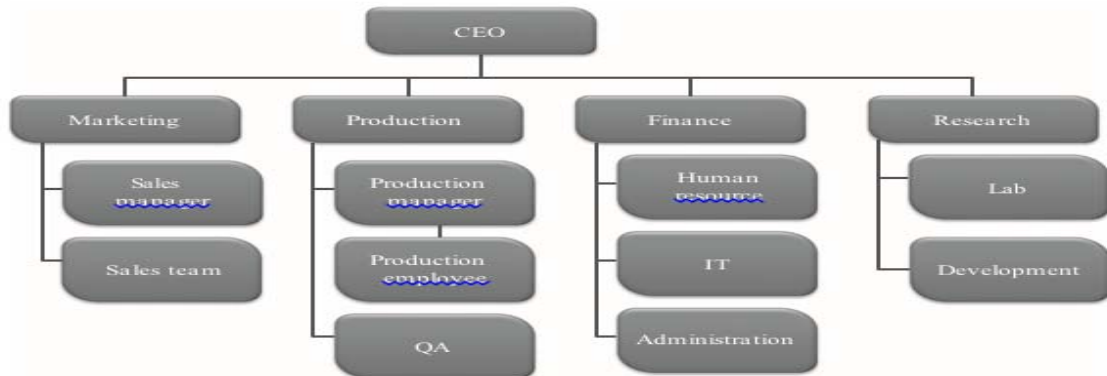 CEO
Marketing
Production
Finance
Research
Sales
manager
Sales team
Production
manager
Production
employee
QA
Human
resource
IT
Administration
Lab
Development